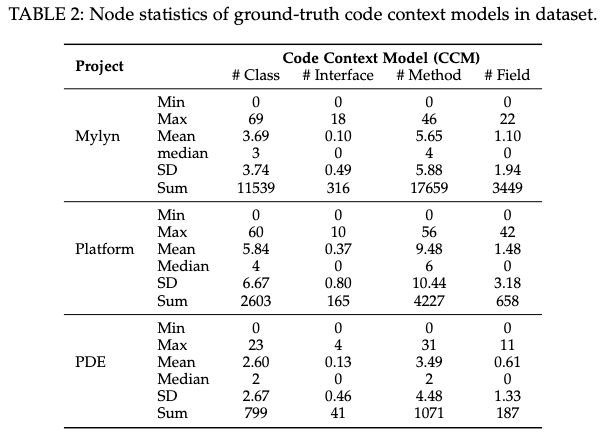 TABLE 2: Node statistics of ground-truth code context models in dataset.
Project Code Context Model (CCM)
# Class # Interface # Method # Field
Min 0 0 0 0
Max 69 18 46 22
Mylyn Mean 3.69 0.10 5.65 1.10
median 3 0 4 0
SD 3.74 0.49 5.88 1.94
Sum 11539 316 17659 3449
Min 0 0 0 0
Max 60 10 56 42
Platform Mean 5.84 0.37 9.48 1.48
Median 4 0 6 0
SD 6.67 0.80 10.44 3.18
Sum 2603 165 4227 658
Min 0 0 0 0
Max 23 4 31 11
PDE Mean 2.60 0.13 3.49 0.61
Median 2 0 2 0
SD 2.67 0.46 4.48 1.33
Sum 799 41 1071 187